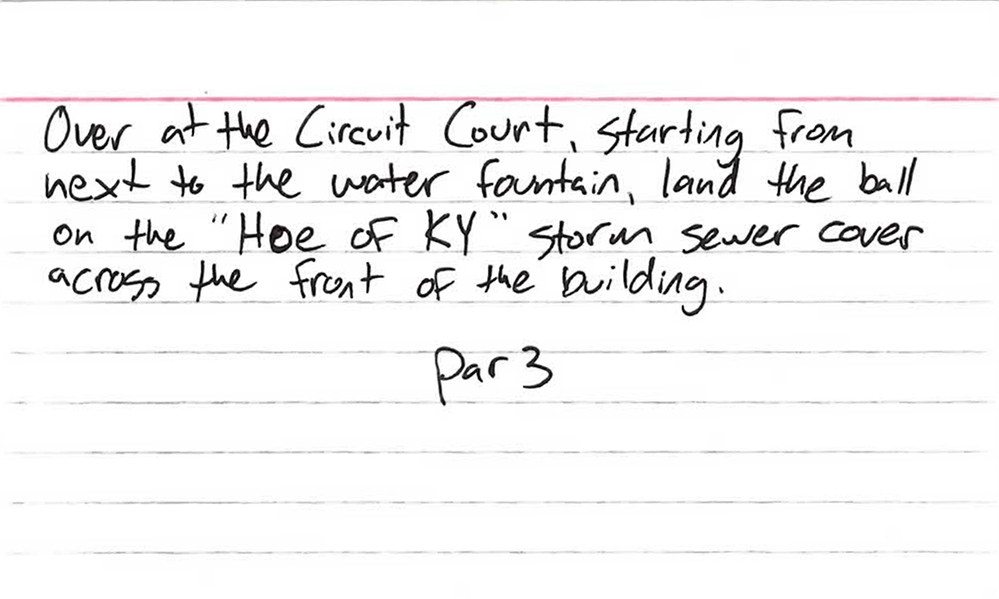 Over at the Circuit Court, starting from
next to the water fountain, land the ball
on the "Hoe of KY" storm sewer cover
across the front of the building.
Par 3